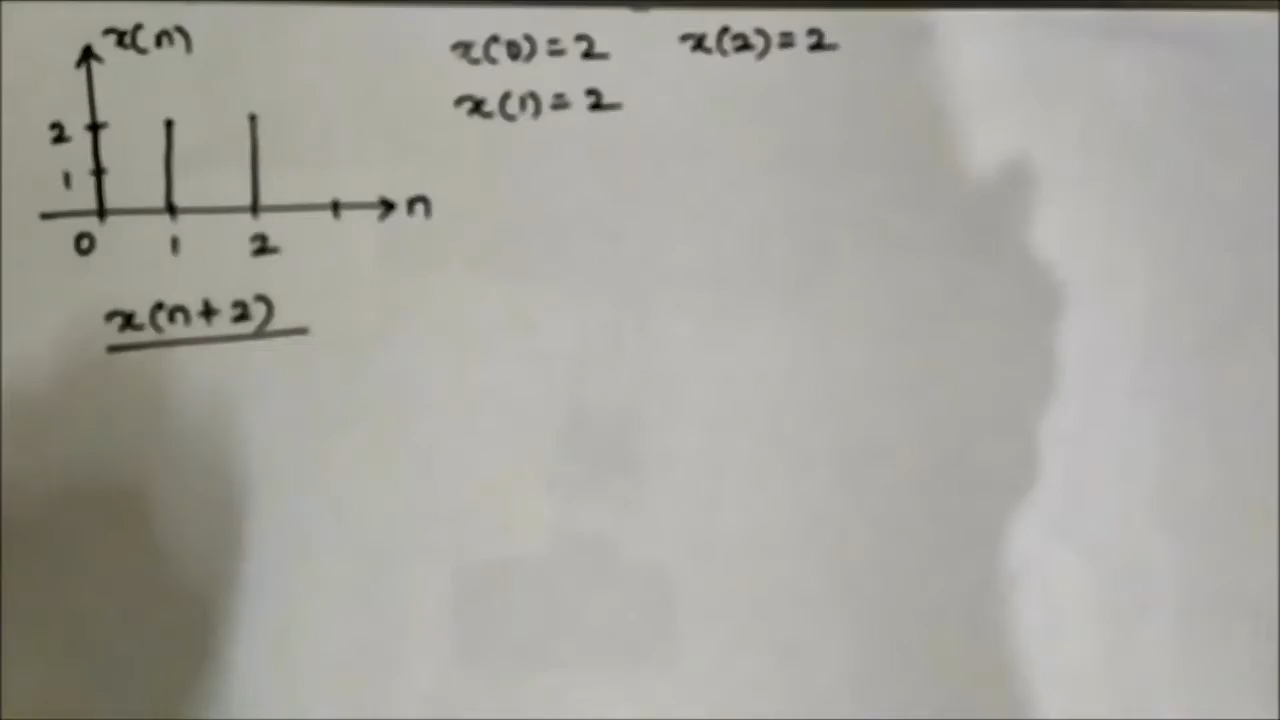 x(n)
x(0) = 2 x(2) = 2
x(1) = 2
2
1
n
0 1 2
x(n+2)